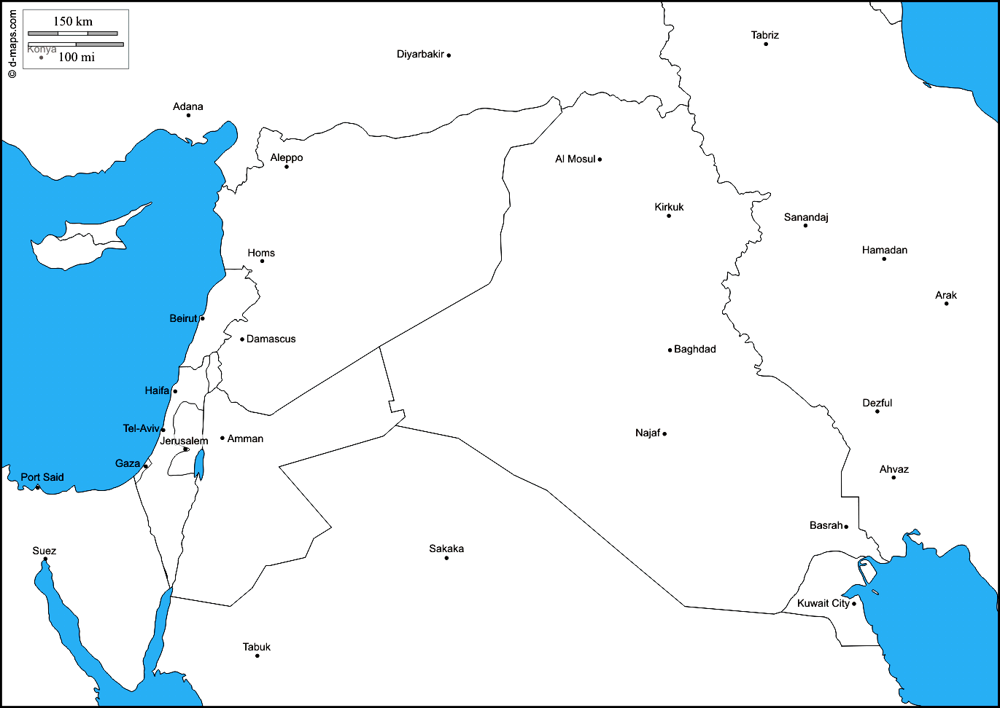 © d-maps.com
150 km
Konya
100 mi
Tabriz
Diyarbakir
Adana
Aleppo
Al Mosul
Kirkuk
Sanandaj
Homs
Hamadan
Arak
Beirut
Damascus
Baghdad
Haifa
Dezful
Tel-Aviv
Jerusalem
Amman
Najaf
Gaza
Ahvaz
Port Said
Basrah
Suez
Sakaka
Kuwait City
Tabuk